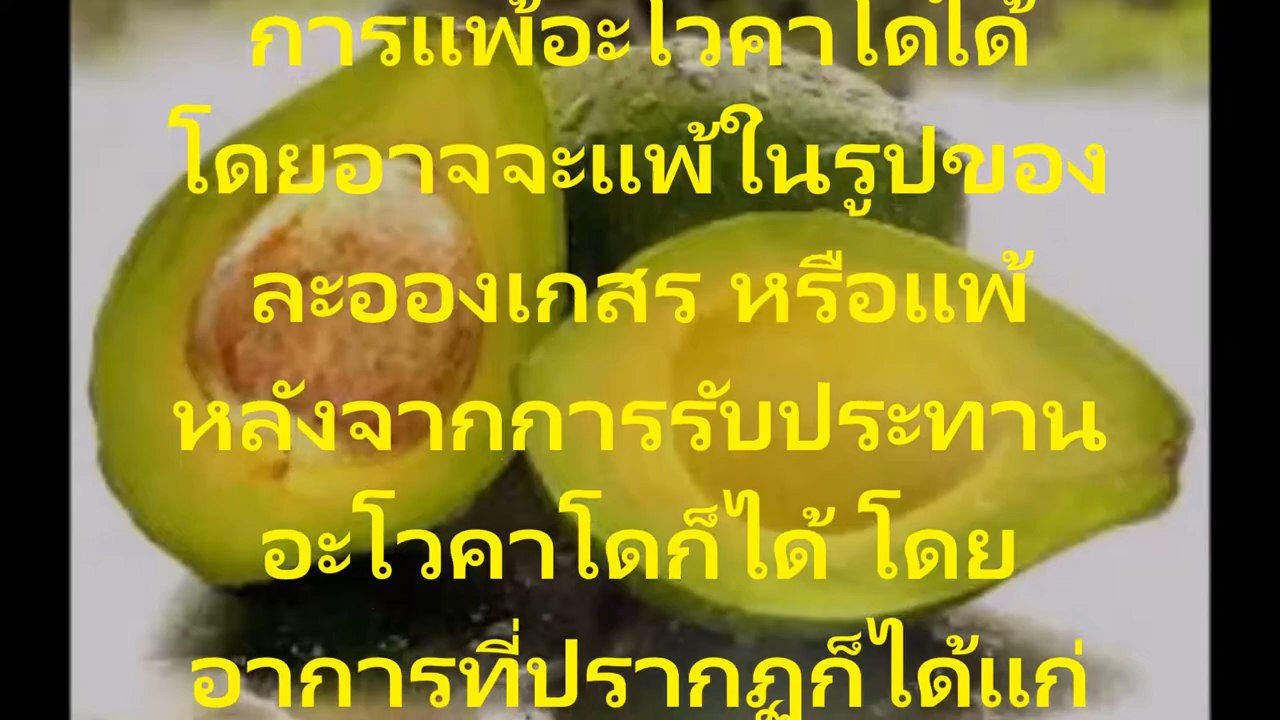 การแพ้อะโวคาโดได้
โดยอาจจะแพ้ในรูปของ
ละอองเกสร หรือแพ้
หลังจากการรับประทาน
อะโวคาโดก็ได้ โดย
อาการที่ปรากฏก็ได้แก่